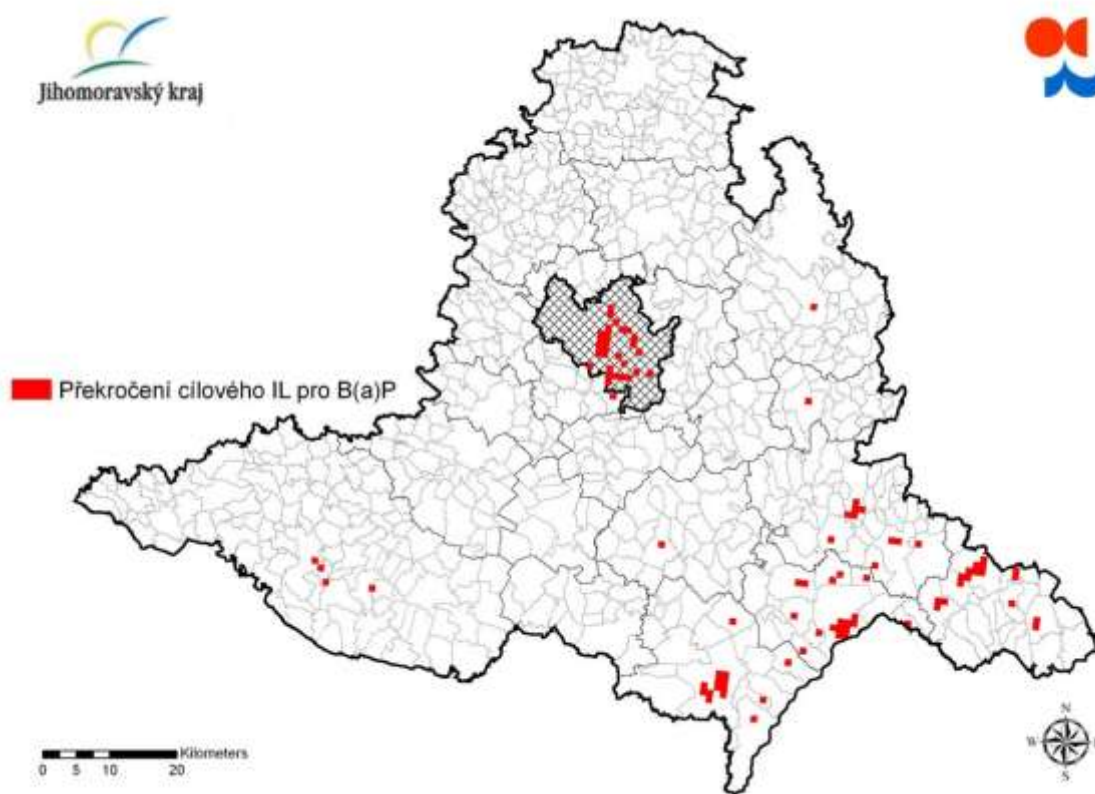 Jihomoravský kraj
Překročení cílového IL pro B(a)P
Kilometers
0 5 10 20
N
W
S